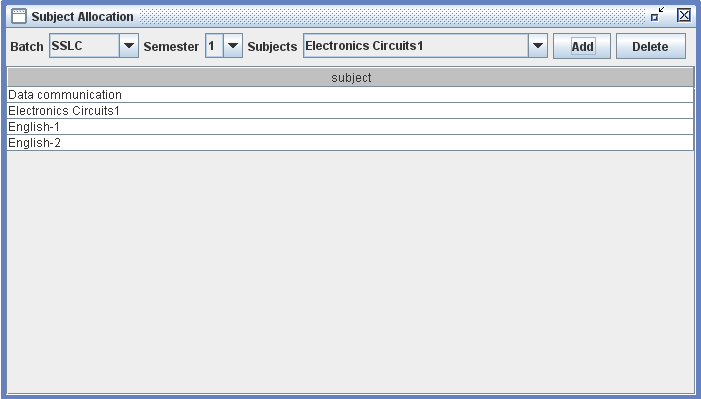 Subject Allocation
Batch SSLC Semester 1 Subjects Electronics Circuits1 Add Delete
subject
Data communication
Electronics Circuits1
English-1
English-2